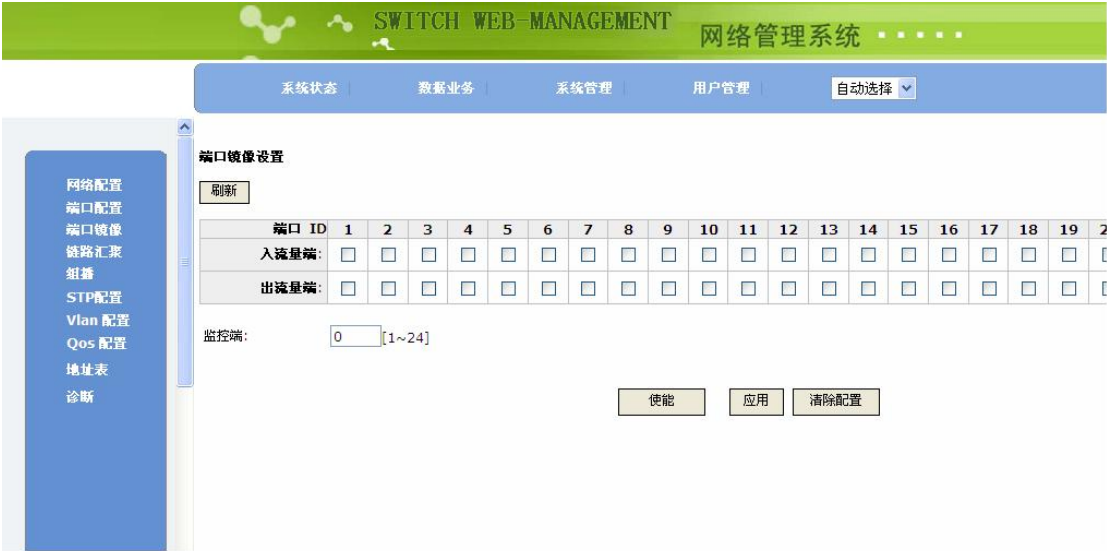 SWITCH WEB-MANAGEMENT 网络管理系统
系统状态 数据业务 系统管理 用户管理 自动选择
网络配置
端口配置
端口镜像
链路汇聚
组播
STP配置
Vlan 配置
Qos 配置
地址表
诊断
端口镜像设置
刷新
端口 ID 1 2 3 4 5 6 7 8 9 10 11 12 13 14 15 16 17 18 19
入流量端:
出流量端:
监控端: 0 [1~24]
使能 应用 清除配置